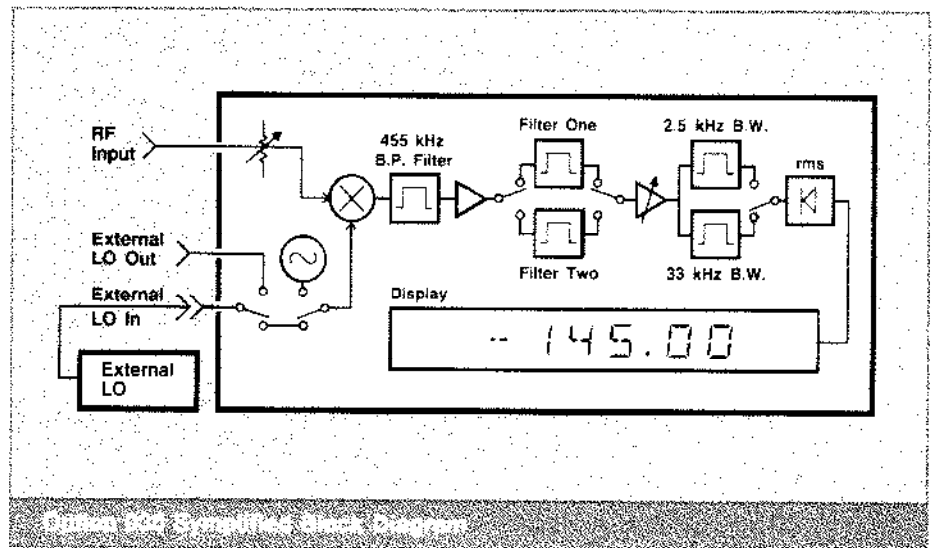 RF
Input
455 kHz
B.P. Filter
Filter One
2.5 kHz B.W.
rms
External
LO Out
External
LO In
Filter Two
33 kHz B.W.
Display
-145.00
External
LO
Block Diagram